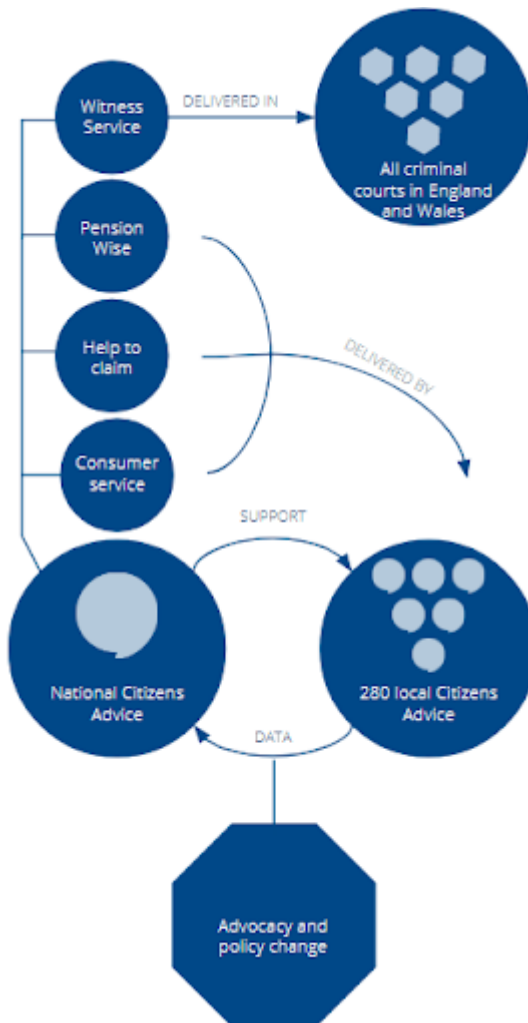 Witness
Service
DELIVERED IN
All criminal
courts in England
and Wales
Pension
Wise
Help to
claim
DELIVERED BY
Consumer
service
SUPPORT
National Citizens
Advice
280 local Citizens
Advice
DATA
Advocacy and
policy change